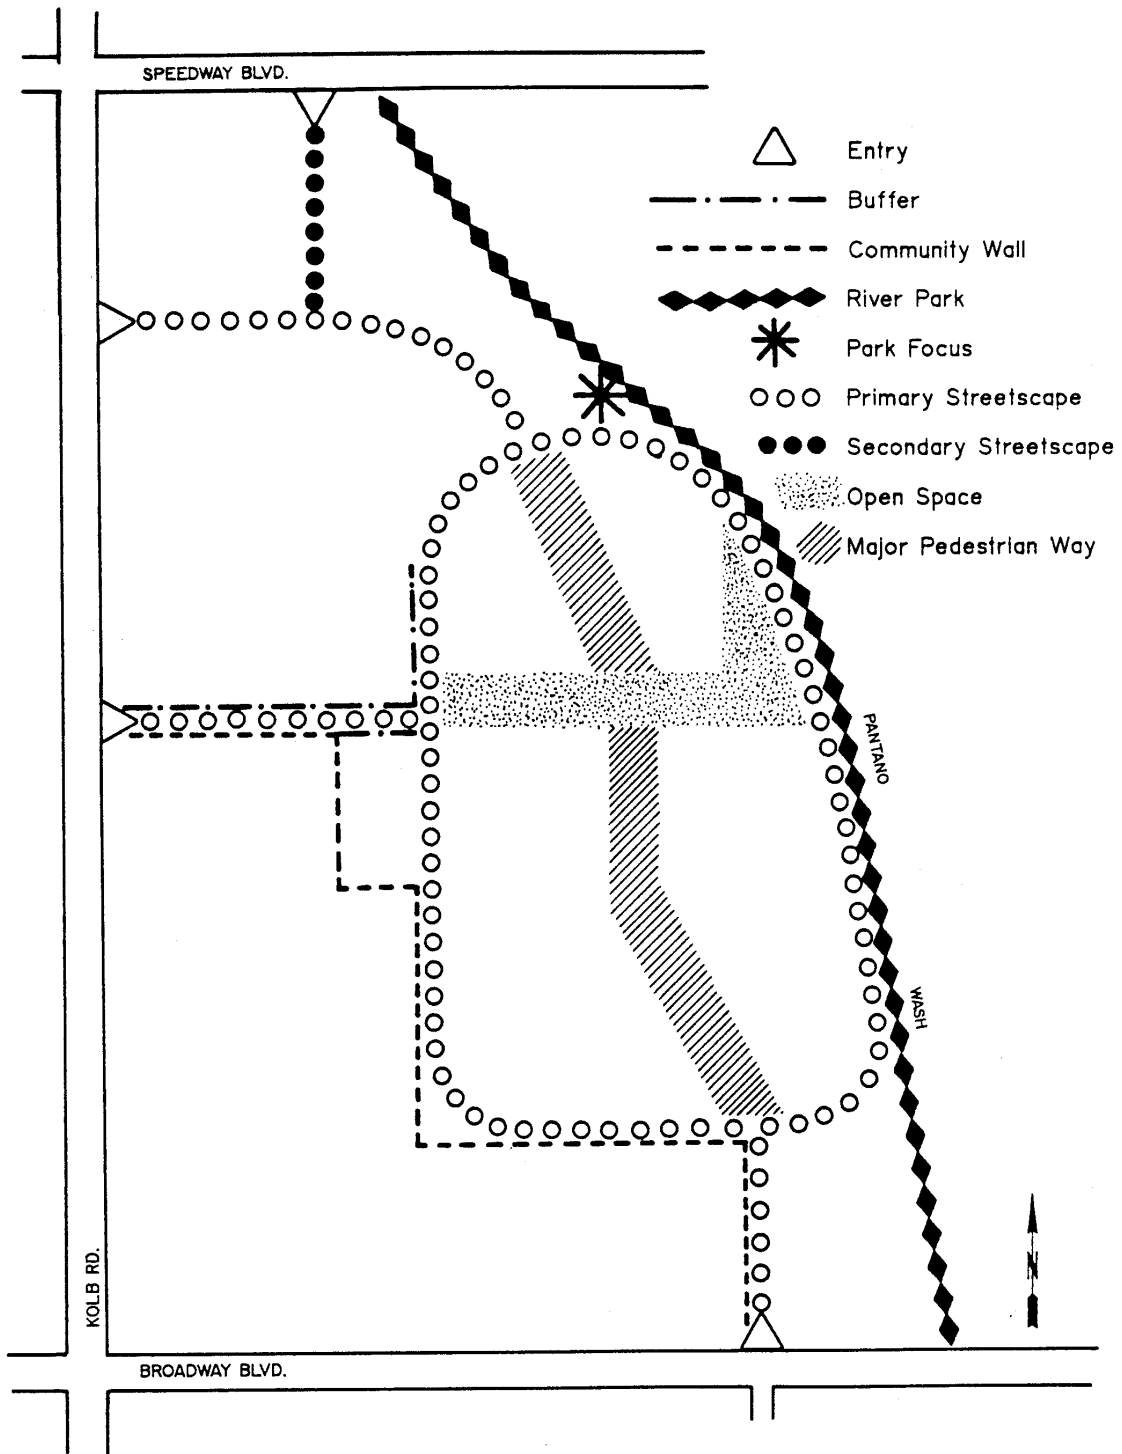 SPEEDWAY BLVD.
Entry
Buffer
Community Wall
River Park
Park Focus
Primary Streetscape
Secondary Streetscape
Open Space
Major Pedestrian Way
PANTANO
WASH
N
KOLB RD.
BROADWAY BLVD.